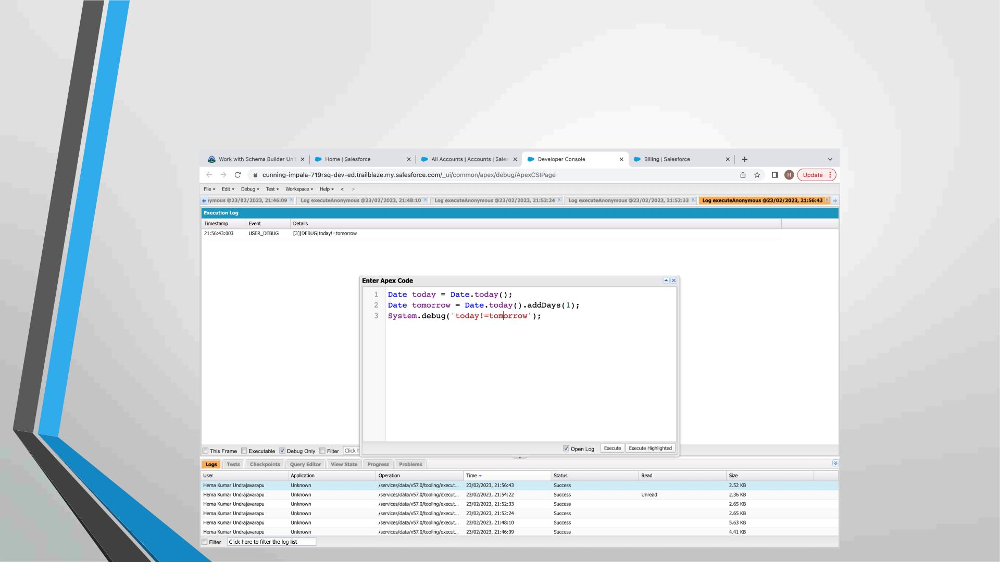 Work with Schema Builder Unit
Home | Salesforce
All Accounts | Accounts | Sales
Developer Console
Billing | Salesforce
cunning-impala-719rsq-dev-ed.trailblaze.my.salesforce.com/_ui/common/apex/debug/ApexCSIPage
H
Update
File Edit Debug Test Workspace Help < >
nymous @23/02/2023, 21:46:09
Log executeAnonymous @23/02/2023, 21:48:10
Log executeAnonymous @23/02/2023, 21:52:24
Log executeAnonymous @23/02/2023, 21:52:33
Log executeAnonymous @23/02/2023, 21:56:43
Execution Log
Timestamp Event Details
21:56:43:003 USER_DEBUG [3]|DEBUG|today!=tomorrow
Enter Apex Code
1 Date today = Date.today();
2 Date tomorrow = Date.today().addDays(1);
3 System.debug('today!=tomorrow');
Open Log Execute Execute Highlighted
This Frame Executable Debug Only Filter Click h
Logs Tests Checkpoints Query Editor View State Progress Problems
User Application Operation Time Status Read Size
Hema Kumar Undrajavarapu Unknown /services/data/v57.0/tooling/execut... 23/02/2023, 21:56:43 Success 2.52 KB
Hema Kumar Undrajavarapu Unknown /services/data/v57.0/tooling/execut... 23/02/2023, 21:54:22 Success Unread 2.36 KB
Hema Kumar Undrajavarapu Unknown /services/data/v57.0/tooling/execut... 23/02/2023, 21:52:33 Success 2.65 KB
Hema Kumar Undrajavarapu Unknown /services/data/v57.0/tooling/execut... 23/02/2023, 21:52:24 Success 2.65 KB
Hema Kumar Undrajavarapu Unknown /services/data/v57.0/tooling/execut... 23/02/2023, 21:48:10 Success 5.63 KB
Hema Kumar Undrajavarapu Unknown /services/data/v57.0/tooling/execut... 23/02/2023, 21:46:09 Success 4.41 KB
Filter Click here to filter the log list